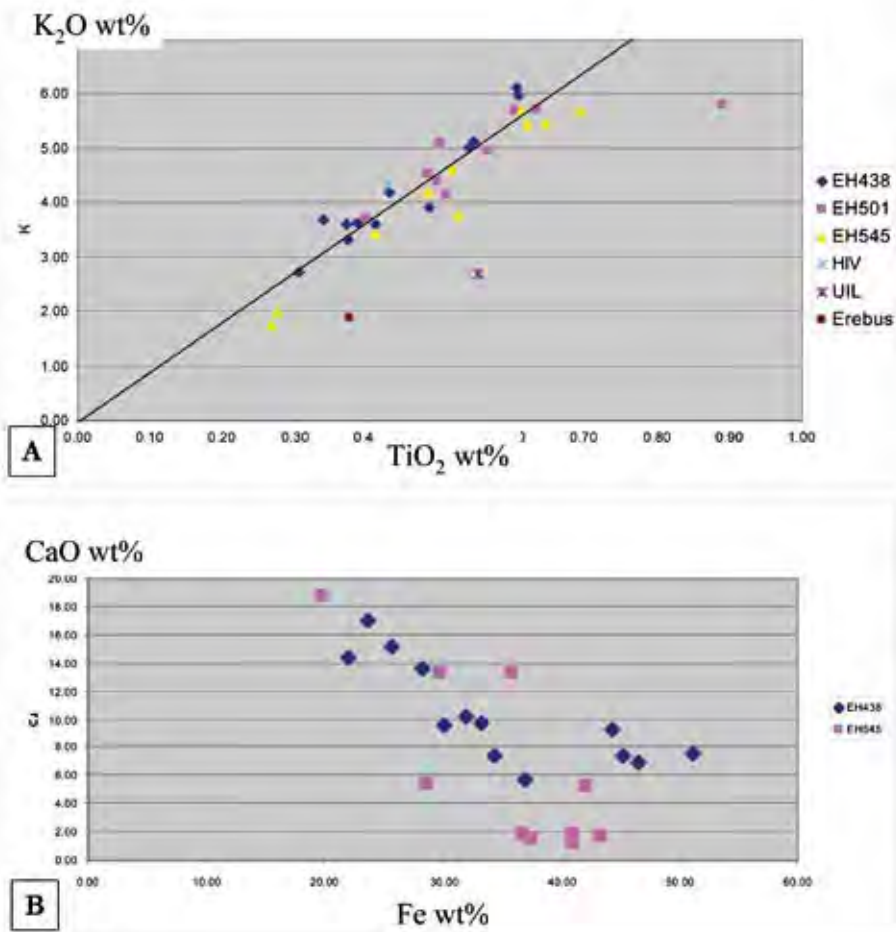 K₂O wt%
6.00
5.00
4.00
3.00
2.00
1.00
0.00
K
EH438
EH501
EH545
HIV
UIL
Erebus
0.00 0.10 0.20 0.30 0.4 0.70 0.80 0.90 1.00
A
TiO₂ wt%
CaO wt%
20.00
18.00
16.00
14.00
12.00
10.00
8.00
6.00
4.00
2.00
0.00
EH438
EH545
0.00 10.00 20.00 30.00 40.00 50.00 60.00
B
Fe wt%